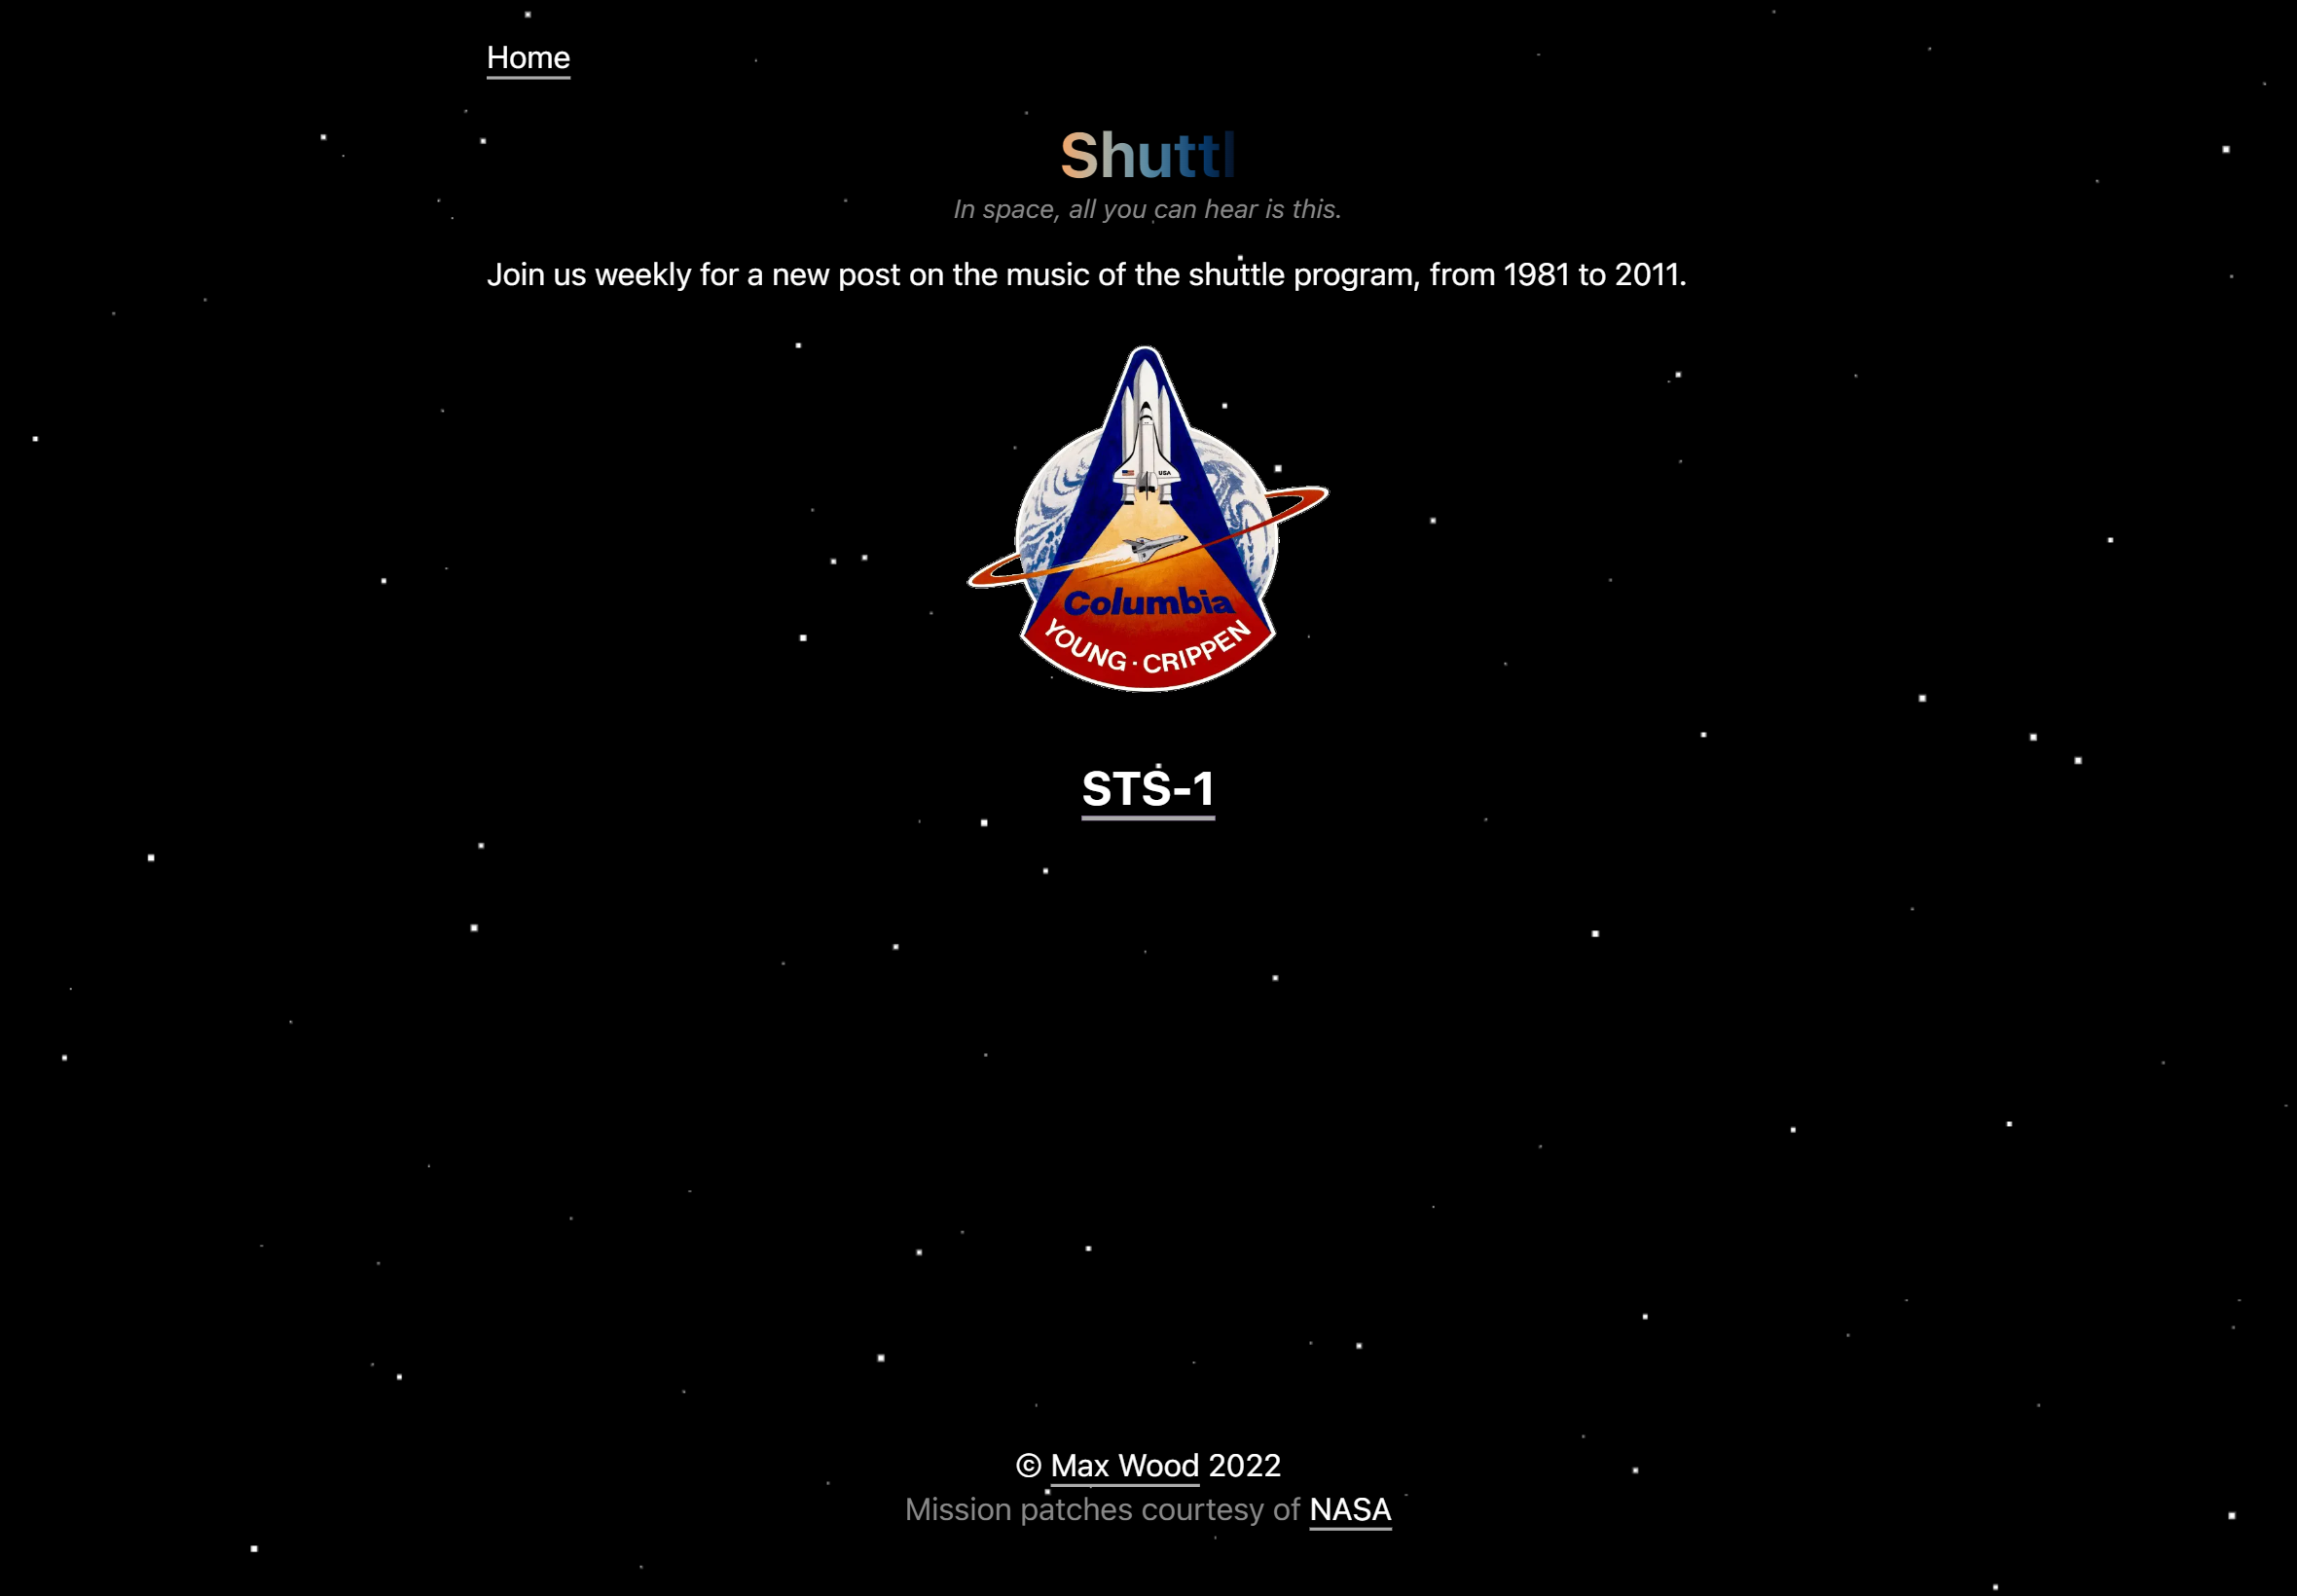 Home
Shuttl
In space, all you can hear is this.
Join us weekly for a new post on the music of the shuttle program, from 1981 to 2011.
USA
Columbia
YOUNG · CRIPPEN
STS-1
© Max Wood 2022
Mission patches courtesy of NASA